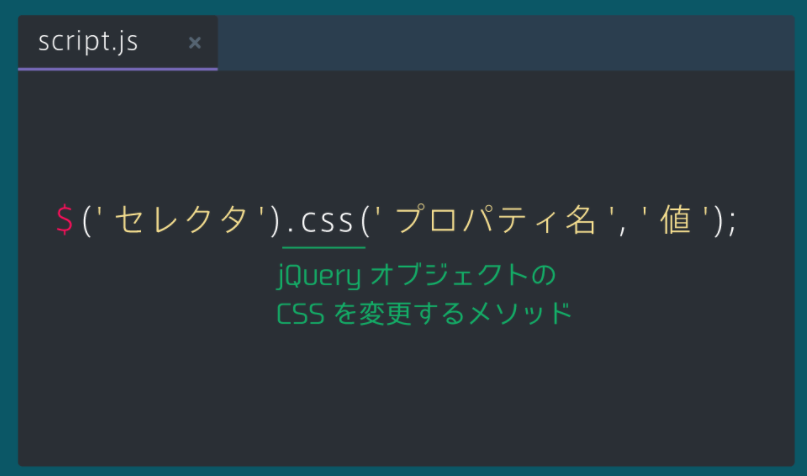 script.js ×
$('セレクタ').css('プロパティ名', '値');
jQuery オブジェクトの
CSS を変更するメソッド